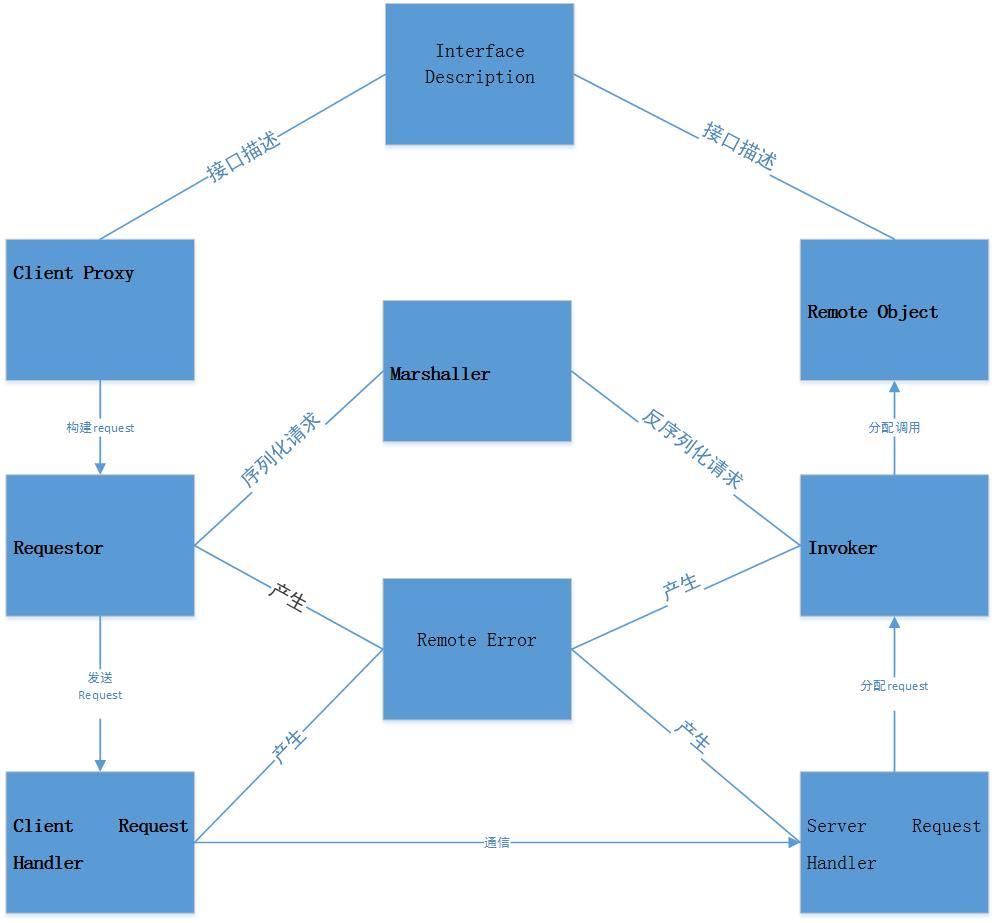 Interface
Description
接口描述
接口描述
Client Proxy
Remote Object
Marshaller
构建request
分配调用
序列化请求
反序列化请求
Requestor
Invoker
产生
产生
Remote Error
发送
Request
分配request
产生
产生
Client Request
Handler
通信
Server Request
Handler